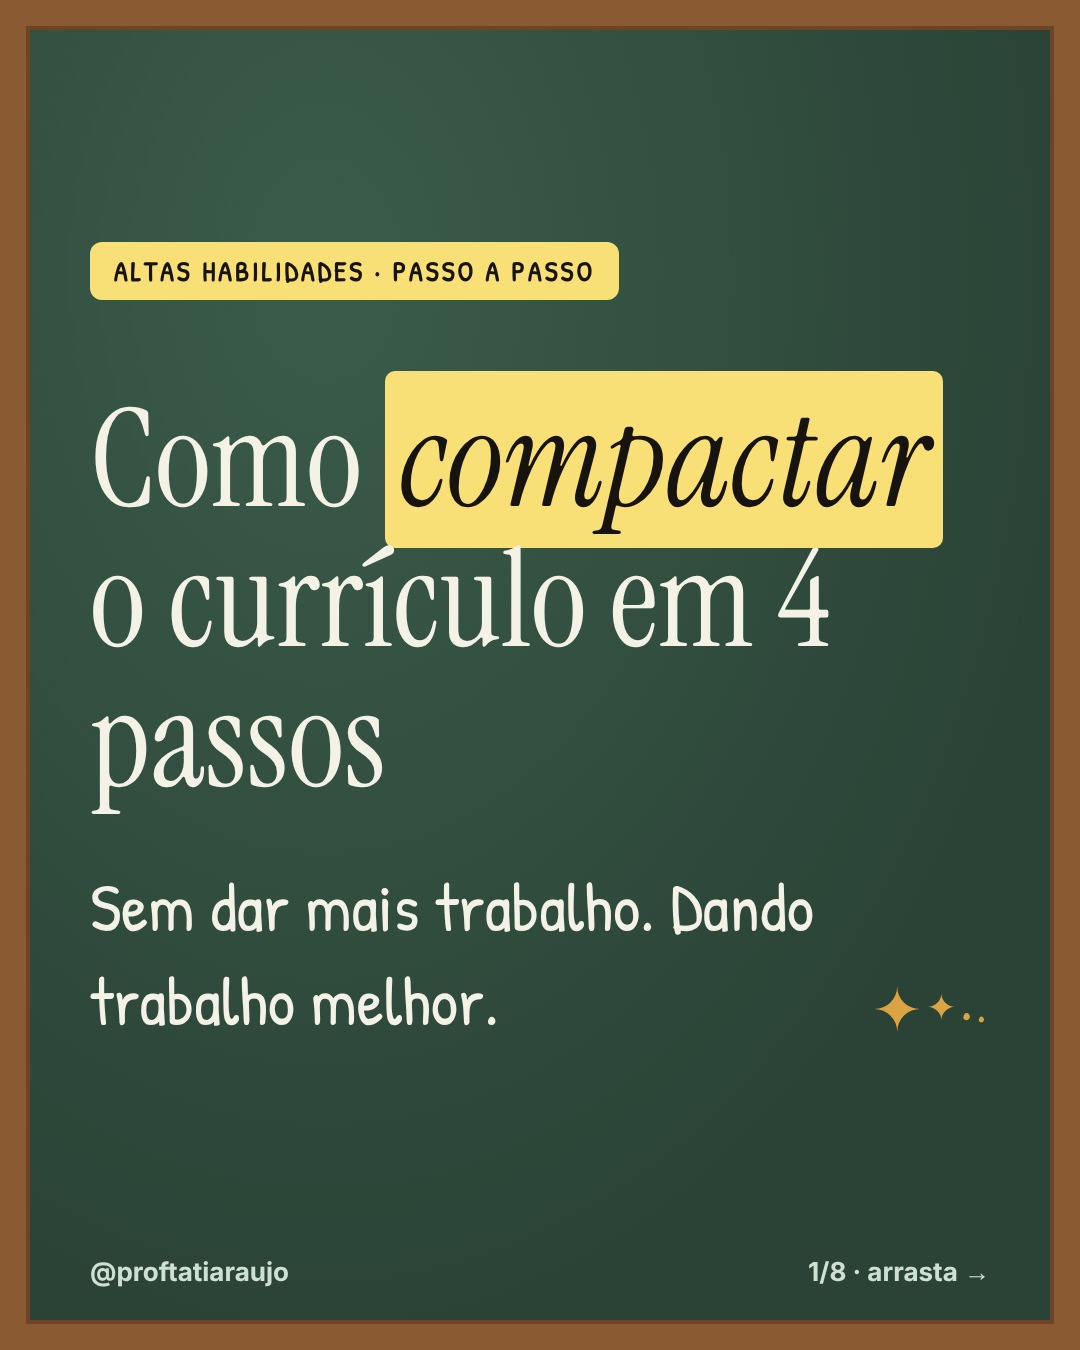 ALTAS HABILIDADES · PASSO A PASSO
Como compactar
o currículo em 4
passos
Sem dar mais trabalho. Dando
trabalho melhor.
@proftatiaraujo
1/8 · arrasta →